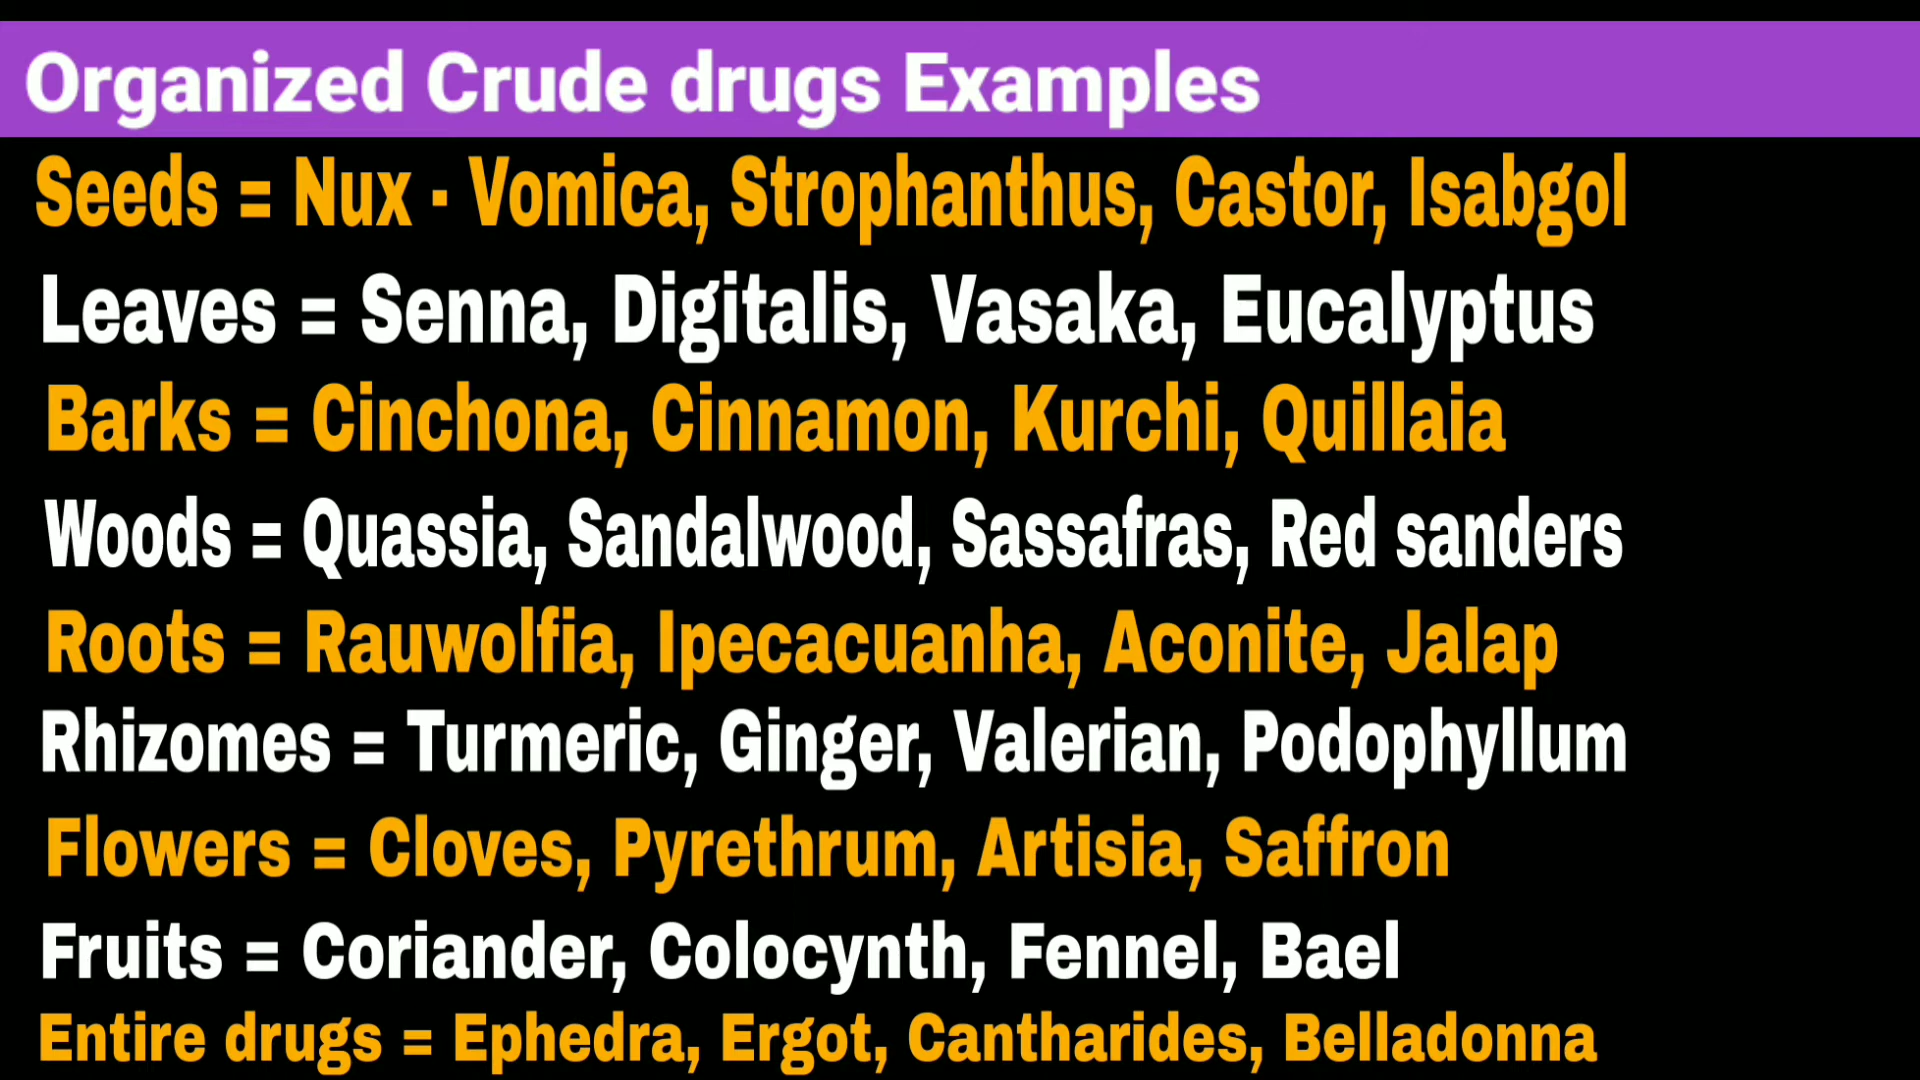 Organized Crude drugs Examples
Seeds = Nux - Vomica, Strophanthus, Castor, Isabgol
Leaves = Senna, Digitalis, Vasaka, Eucalyptus
Barks = Cinchona, Cinnamon, Kurchi, Quillaia
Woods = Quassia, Sandalwood, Sassafras, Red sanders
Roots = Rauwolfia, Ipecacuanha, Aconite, Jalap
Rhizomes = Turmeric, Ginger, Valerian, Podophyllum
Flowers = Cloves, Pyrethrum, Artisia, Saffron
Fruits = Coriander, Colocynth, Fennel, Bael
Entire drugs = Ephedra, Ergot, Cantharides, Belladonna